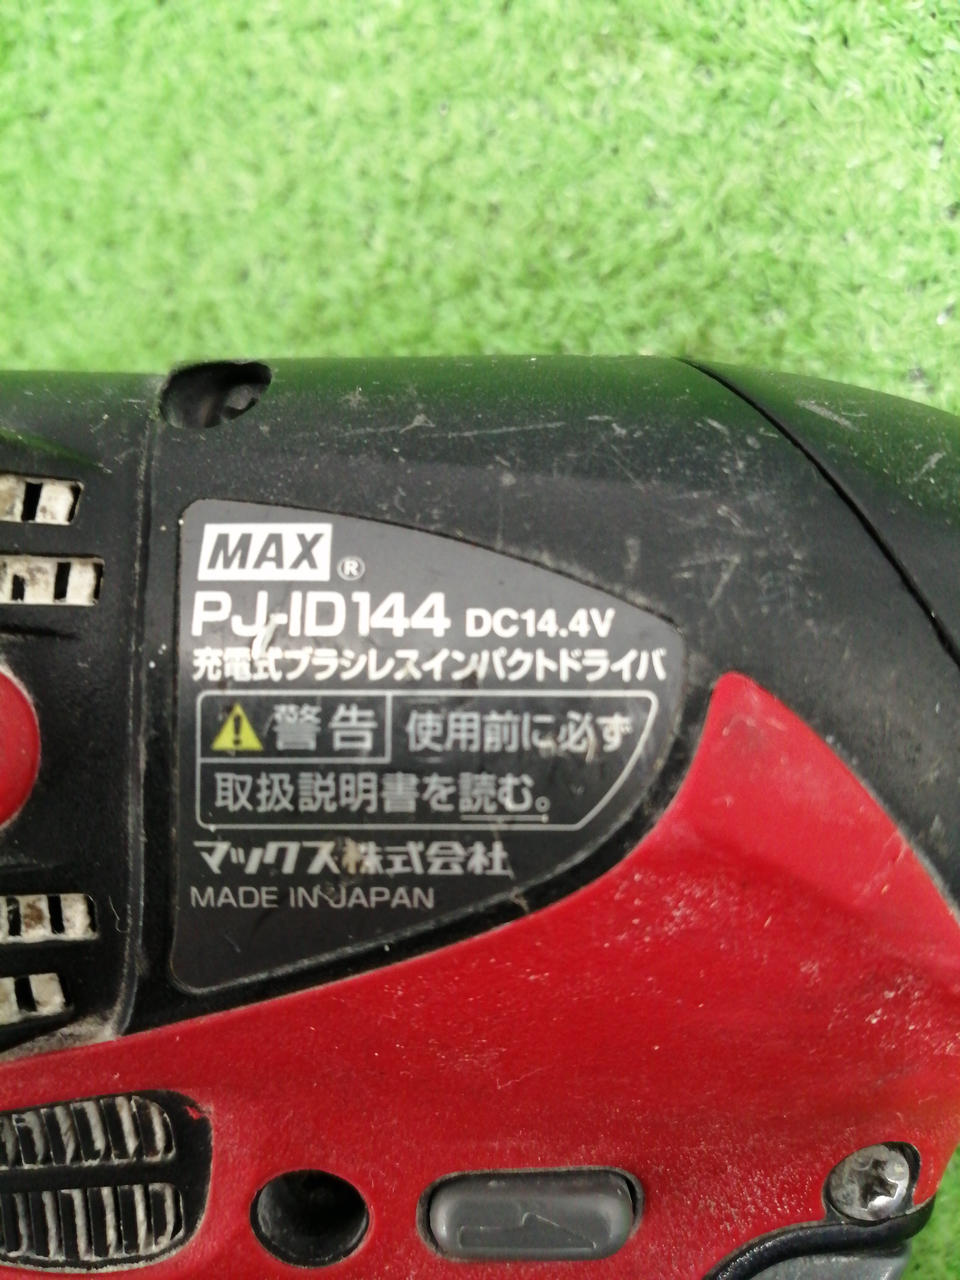 MAX®
PJ-ID144 DC14.4V
充電式ブラシレスインパクトドライバ
警告 使用前に必ず
取扱説明書を読む。
マックス株式会社
MADE IN JAPAN